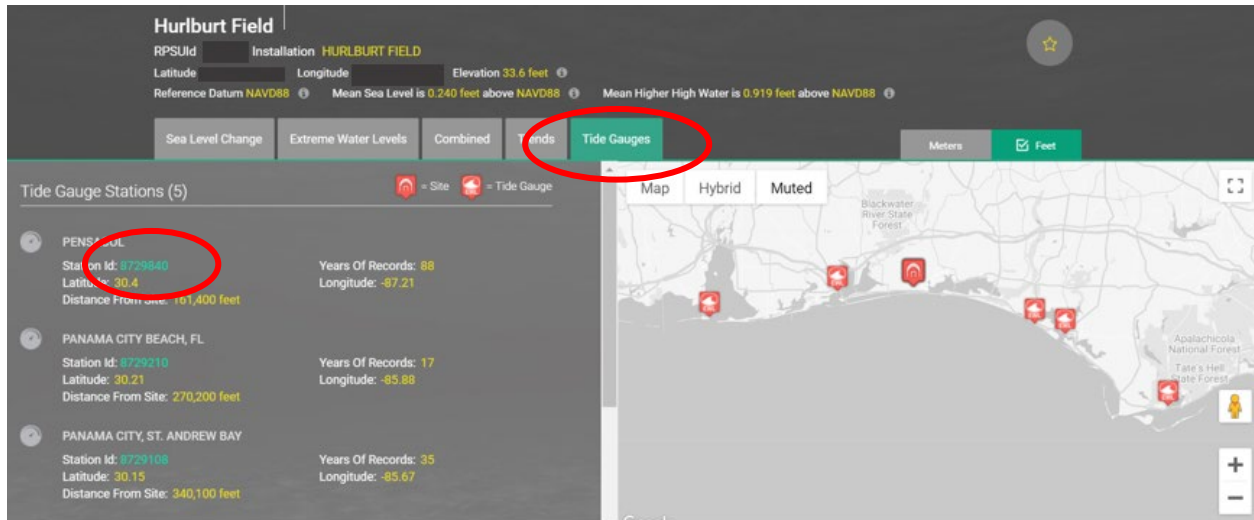 Hurlburt Field
RPSUId Installation HURLBURT FIELD
Latitude Longitude Elevation 33.6 feet
Reference Datum NAVD88 Mean Sea Level is 0.240 feet above NAVD88 Mean Higher High Water is 0.919 feet above NAVD88
Sea Level Change Extreme Water Levels Combined Trends Tide Gauges
Meters Feet
Tide Gauge Stations (5) = Site = Tide Gauge
Map Hybrid Muted
Blackwater
River State
Forest
Apalachicola
National Forest
Tate's Hell
State Forest
PENSACOL
Station Id: 8729840 Years Of Records: 88
Latitude: 30.4 Longitude: -87.21
Distance From Site: 161,400 feet
PANAMA CITY BEACH, FL
Station Id: 8729210 Years Of Records: 17
Latitude: 30.21 Longitude: -85.88
Distance From Site: 270,200 feet
PANAMA CITY, ST. ANDREW BAY
Station Id: 8729108 Years Of Records: 35
Latitude: 30.15 Longitude: -85.67
Distance From Site: 340,100 feet